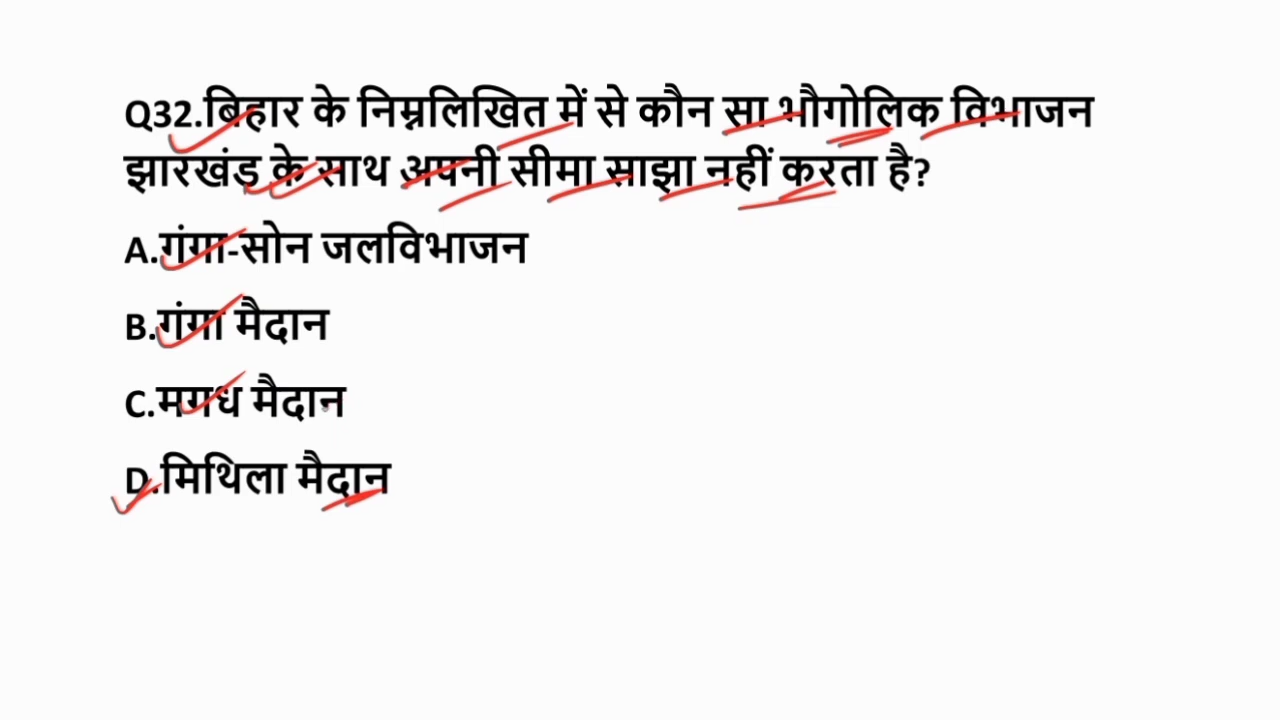 Q32.बिहार के निम्नलिखित में से कौन सा भौगोलिक विभाजन
झारखंड के साथ अपनी सीमा साझा नहीं करता है?
A.गंगा-सोन जलविभाजन
B.गंगा मैदान
C.मगध मैदान
D.मिथिला मैदान